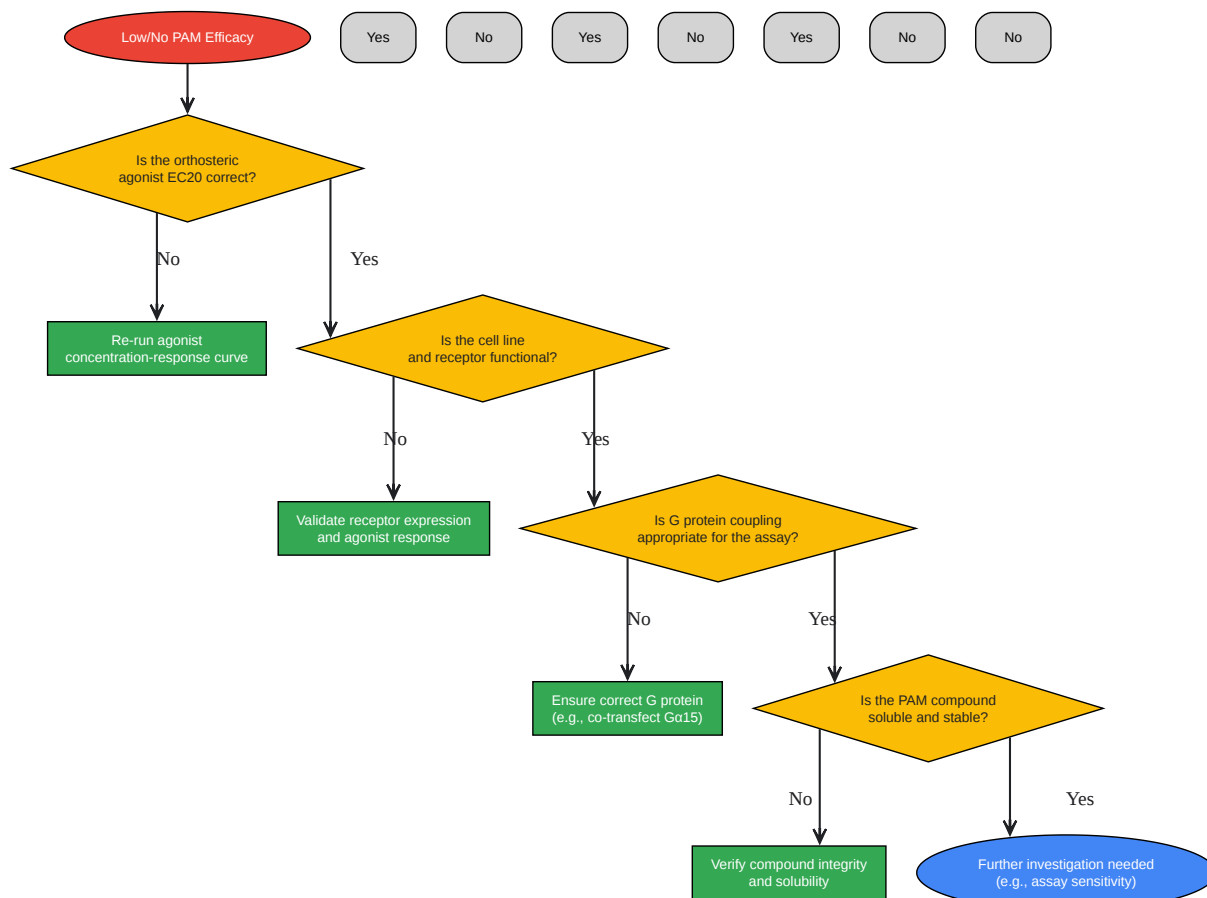 Low/No PAM Efficacy
Yes
No
Yes
No
Yes
No
No
Is the orthosteric
agonist EC20 correct?
No
Yes
Re-run agonist
concentration-response curve
Is the cell line
and receptor functional?
No
Yes
Validate receptor expression
and agonist response
Is G protein coupling
appropriate for the assay?
No
Yes
Ensure correct G protein
(e.g., co-transfect Gα15)
Is the PAM compound
soluble and stable?
No
Yes
Verify compound integrity
and solubility
Further investigation needed
(e.g., assay sensitivity)